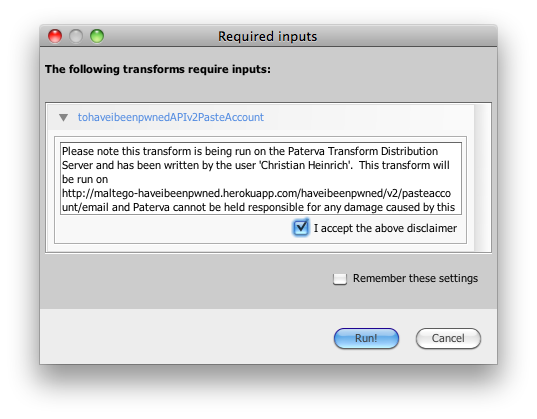 Required inputs
The following transforms require inputs:
tohaveibeenpwnedAPIv2PasteAccount
Please note this transform is being run on the Paterva Transform Distribution
Server and has been written by the user 'Christian Heinrich'.  This transform will
be run on
http://maltego-haveibeenpwned.herokuapp.com/haveibeenpwned/v2/pasteacco
unt/email and Paterva cannot be held responsible for any damage caused by this
I accept the above disclaimer
Remember these settings
Run!
Cancel